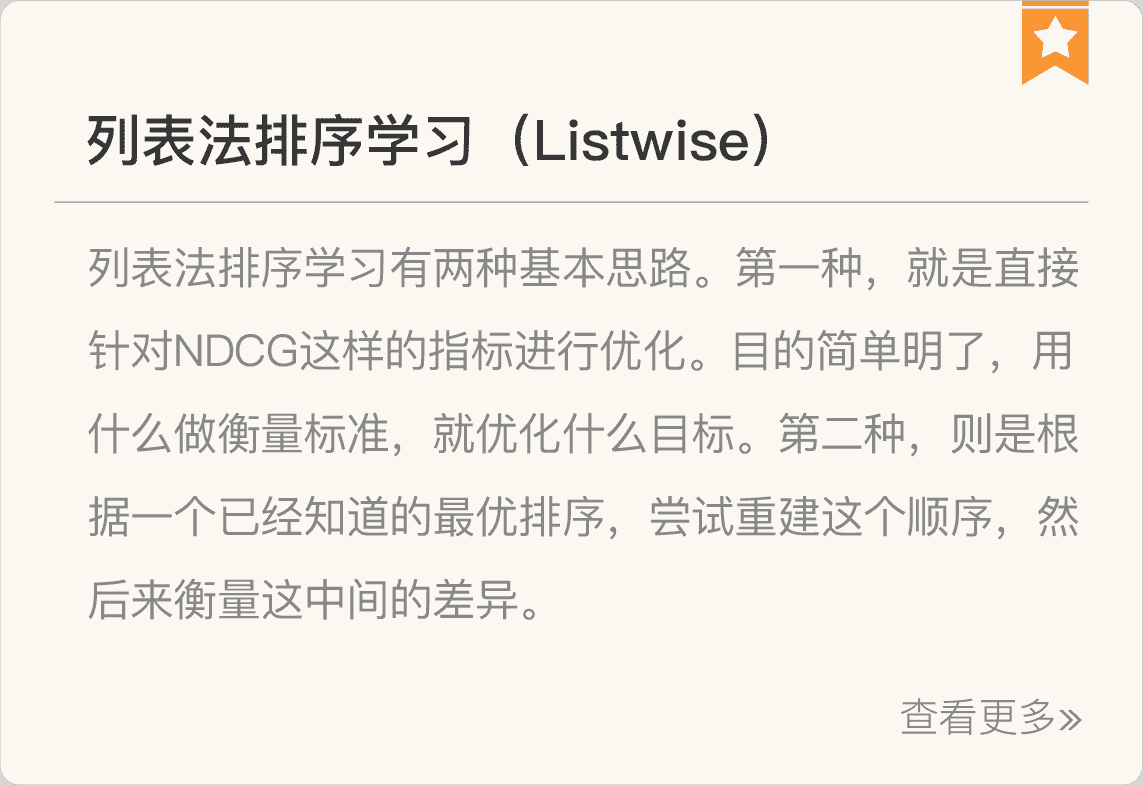 列表法排序学习（Listwise）
列表法排序学习有两种基本思路。第一种，就是直接
针对NDCG这样的指标进行优化。目的简单明了，用
什么做衡量标准，就优化什么目标。第二种，则是根
据一个已经知道的最优排序，尝试重建这个顺序，然
后来衡量这中间的差异。
查看更多»